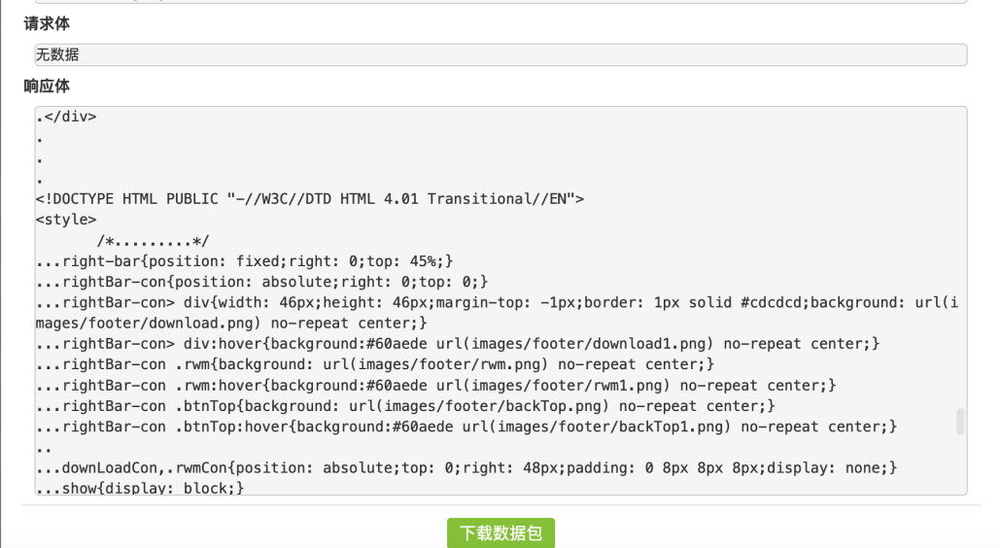 请求体
无数据
响应体
.</div>
.
.
.
<!DOCTYPE HTML PUBLIC "-//W3C//DTD HTML 4.01 Transitional//EN">
<style>
       /*.........*/
...right-bar{position: fixed;right: 0;top: 45%;}
...rightBar-con{position: absolute;right: 0;top: 0;}
...rightBar-con> div{width: 46px;height: 46px;margin-top: -1px;border: 1px solid #cdcdcd;background: url(i
mages/footer/download.png) no-repeat center;}
...rightBar-con> div:hover{background:#60aede url(images/footer/download1.png) no-repeat center;}
...rightBar-con .rwm{background: url(images/footer/rwm.png) no-repeat center;}
...rightBar-con .rwm:hover{background:#60aede url(images/footer/rwm1.png) no-repeat center;}
...rightBar-con .btnTop{background: url(images/footer/backTop.png) no-repeat center;}
...rightBar-con .btnTop:hover{background:#60aede url(images/footer/backTop1.png) no-repeat center;}
..
...downLoadCon,.rwmCon{position: absolute;top: 0;right: 48px;padding: 0 8px 8px 8px;display: none;}
...show{display: block;}
下载数据包